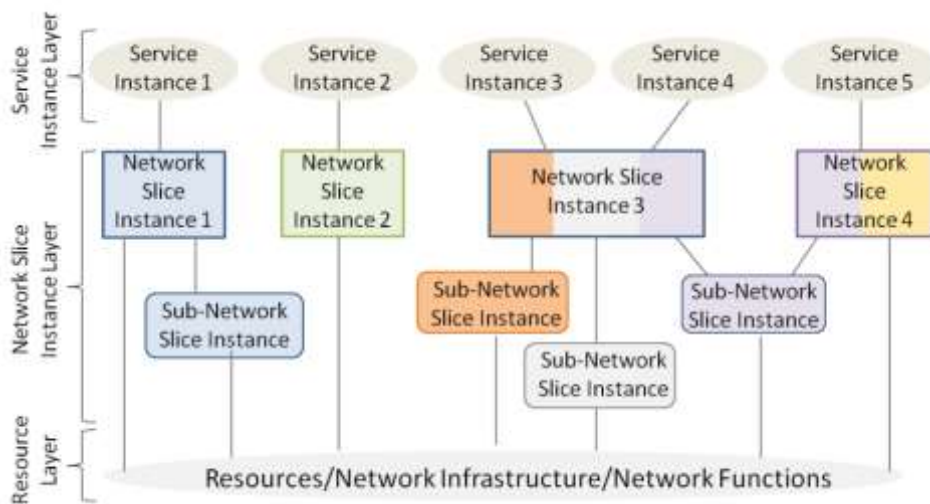 Service
Instance Layer
Service
Instance 1
Service
Instance 2
Service
Instance 3
Service
Instance 4
Service
Instance 5
Network Slice
Instance Layer
Network
Slice
Instance 1
Network
Slice
Instance 2
Network Slice
Instance 3
Network
Slice
Instance 4
Sub-Network
Slice Instance
Sub-Network
Slice Instance
Sub-Network
Slice Instance
Sub-Network
Slice Instance
Resource
Layer
Resources/Network Infrastructure/Network Functions